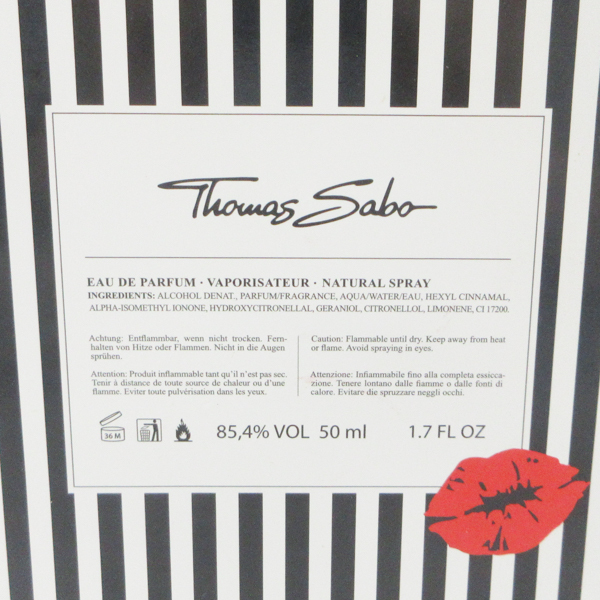 Thomas Sabo
EAU DE PARFUM · VAPORISATEUR · NATURAL SPRAY
INGREDIENTS: ALCOHOL DENAT., PARFUM/FRAGRANCE, AQUA/WATER/EAU, HEXYL CINNAMAL,
ALPHA-ISOMETHYL IONONE, HYDROXYCITRONELLAL, GERANIOL, CITRONELLOL, LIMONENE, CI 17200.
Achtung: Entflammbar, wenn nicht trocken. Fern-
halten von Hitze oder Flammen. Nicht in die Augen
sprühen.
Attention: Produit inflammable tant qu'il n'est pas sec.
Tenir à distance de toute source de chaleur ou d'une
flamme. Eviter toute pulvérisation dans les yeux.
Caution: Flammable until dry. Keep away from heat
or flame. Avoid spraying in eyes.
Attenzione: Infiammabile fino alla completa essicca-
zione. Tenere lontano dalle fiamme o dalle fonti di
calore. Evitare die spruzzare neggli occhi.
36 M
85,4% VOL 50 ml 1.7 FL OZ